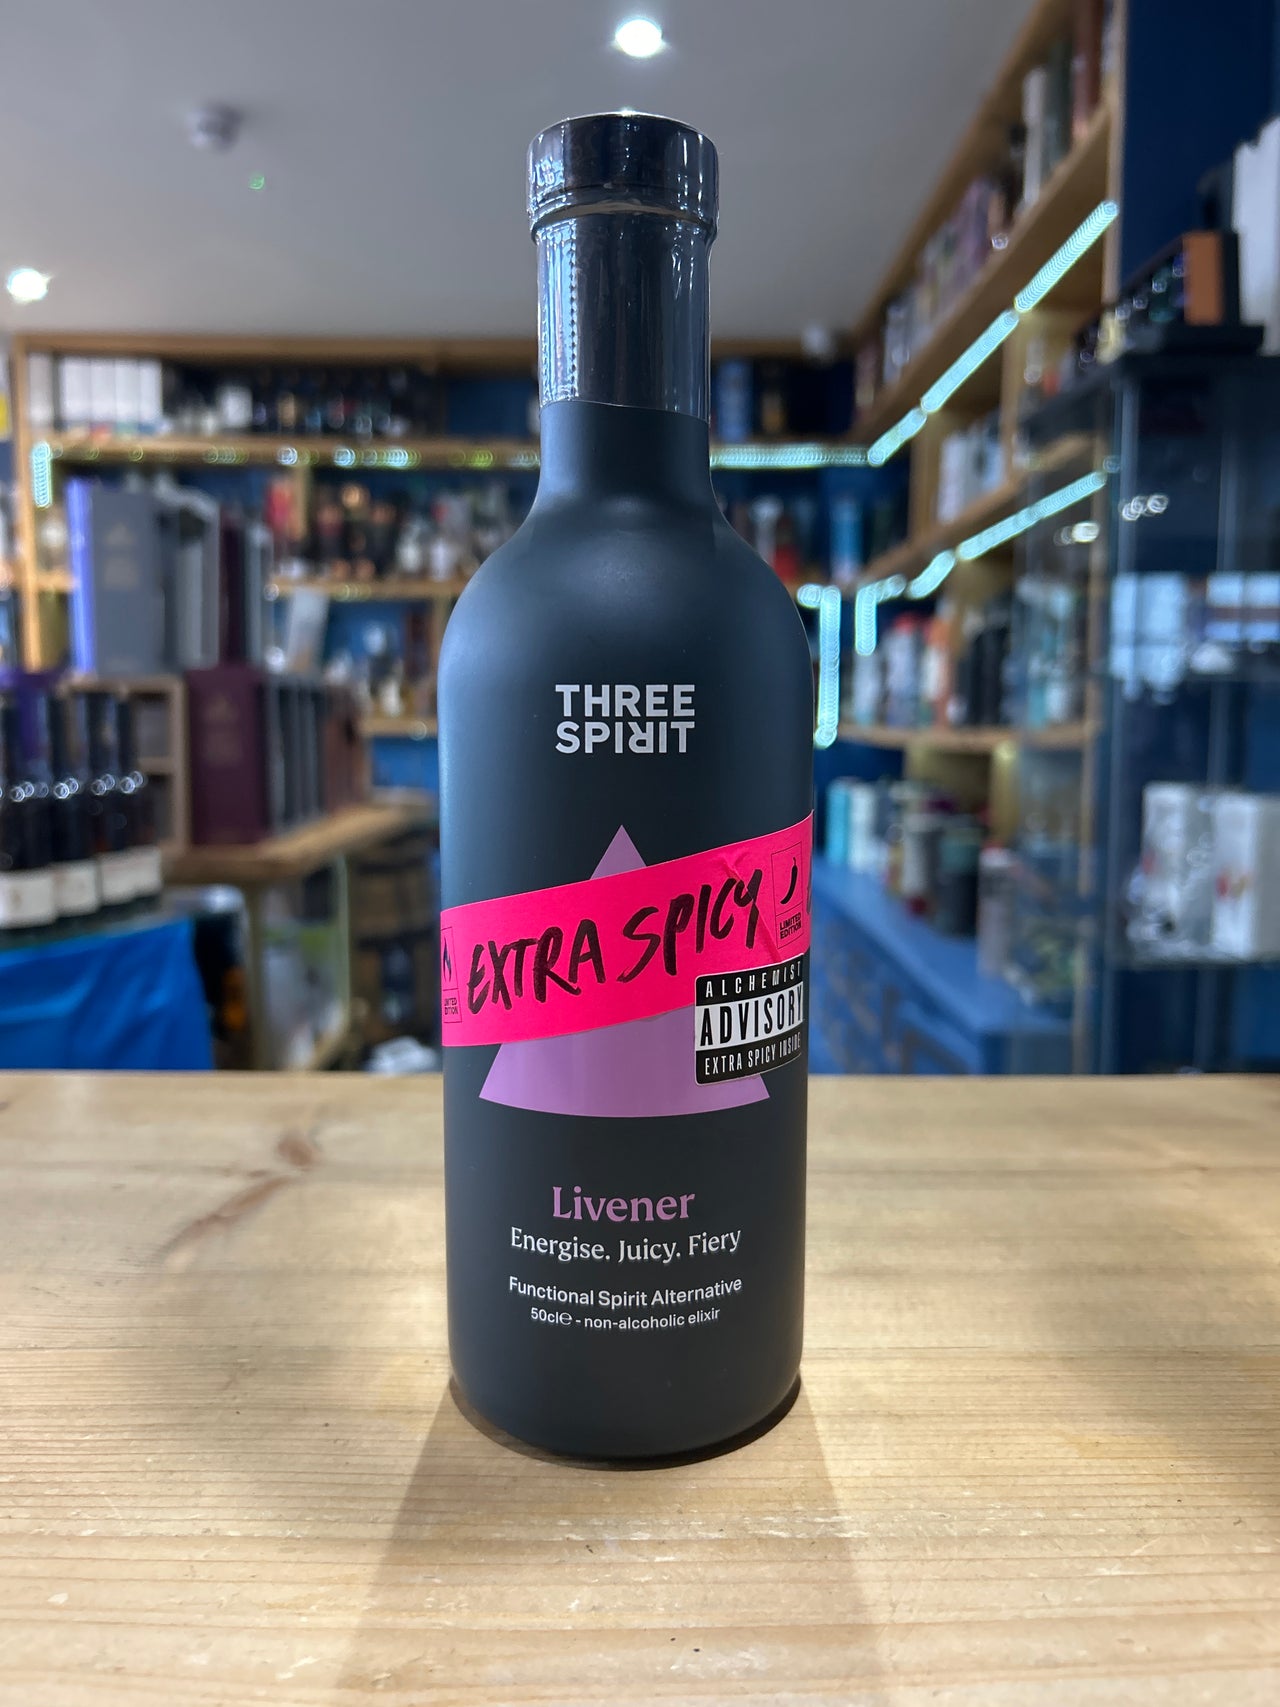 THREE
SPIRIT
EXTRA SPICY
LIMITED
EDITION
LIMITED
EDITION
ALCHEMIST
ADVISORY
EXTRA SPICY INSIDE
Livener
Energise. Juicy. Fiery
Functional Spirit Alternative
50cl℮ - non-alcoholic elixir